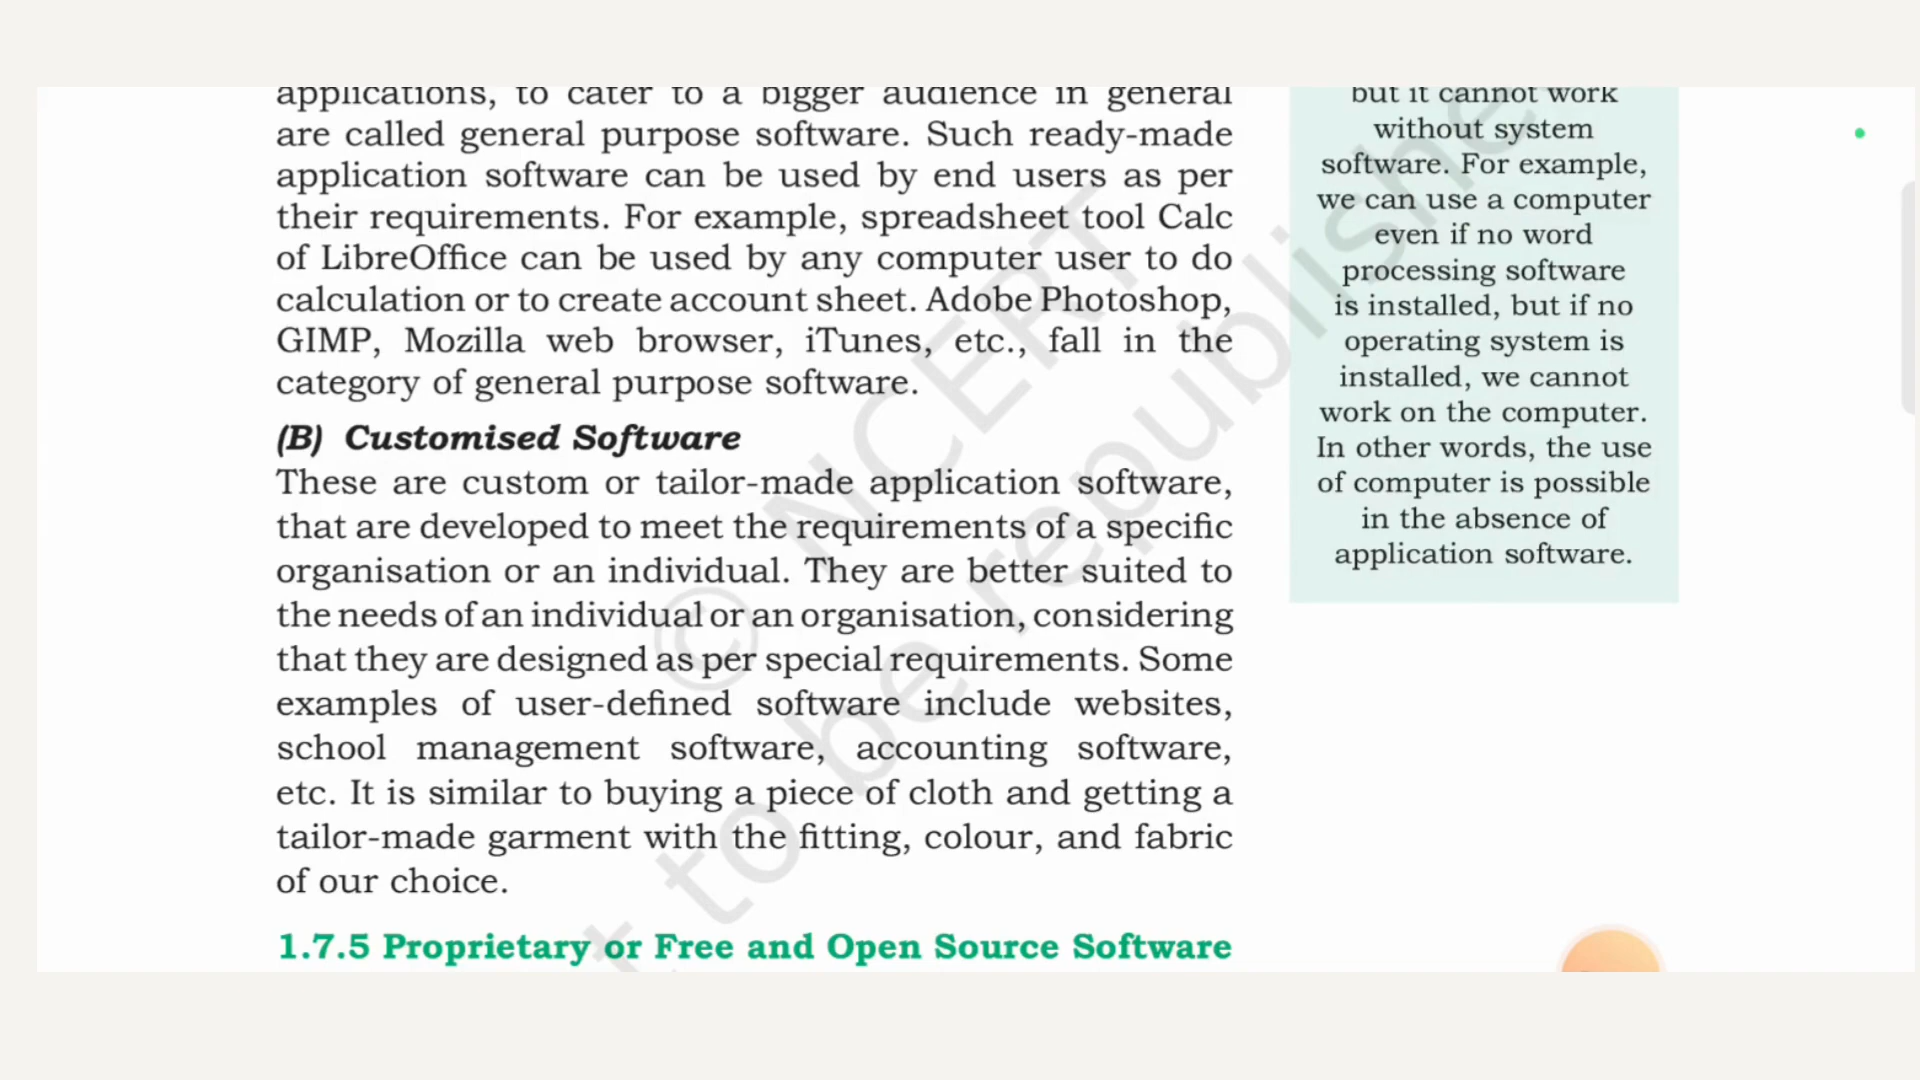 applications, to cater to a bigger audience in general
are called general purpose software. Such ready-made
application software can be used by end users as per
their requirements. For example, spreadsheet tool Calc
of LibreOffice can be used by any computer user to do
calculation or to create account sheet. Adobe Photoshop,
GIMP, Mozilla web browser, iTunes, etc., fall in the
category of general purpose software.
(B) Customised Software
These are custom or tailor-made application software,
that are developed to meet the requirements of a specific
organisation or an individual. They are better suited to
the needs of an individual or an organisation, considering
that they are designed as per special requirements. Some
examples of user-defined software include websites,
school management software, accounting software,
etc. It is similar to buying a piece of cloth and getting a
tailor-made garment with the fitting, colour, and fabric
of our choice.
1.7.5 Proprietary or Free and Open Source Software
but it cannot work
without system
software. For example,
we can use a computer
even if no word
processing software
is installed, but if no
operating system is
installed, we cannot
work on the computer.
In other words, the use
of computer is possible
in the absence of
application software.
© NCERT
to be republishe